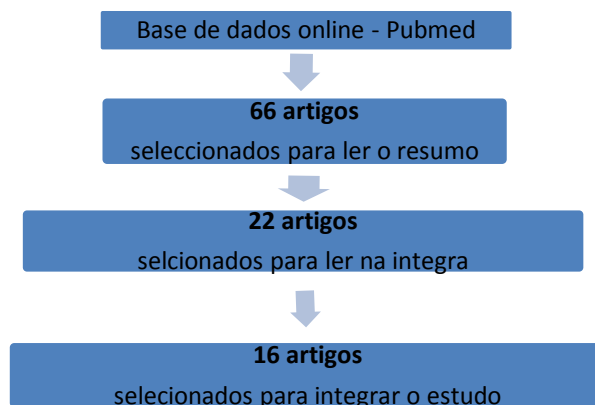 Base de dados online - Pubmed
66 artigos
seleccionados para ler o resumo
22 artigos
selcionados para ler na integra
16 artigos
selecionados para integrar o estudo